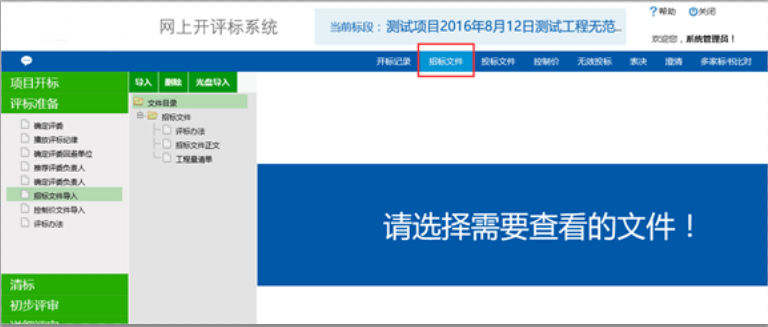 帮助 关闭
网上开评标系统
当前标段：测试项目2016年8月12日测试工程无范...
欢迎您，系统管理员！
开标记录 招标文件 投标文件 控制价 无效投标 表决 澄清 多家标书比对
项目开标
评标准备
确定评委
播放评标纪律
确定评委回避单位
推荐评委负责人
确定评委负责人
招标文件导入
控制价文件导入
评标办法
清标
初步评审
导入 删除 光盘导入
文件目录
招标文件
评标办法
招标文件正文
工程量清单
请选择需要查看的文件！